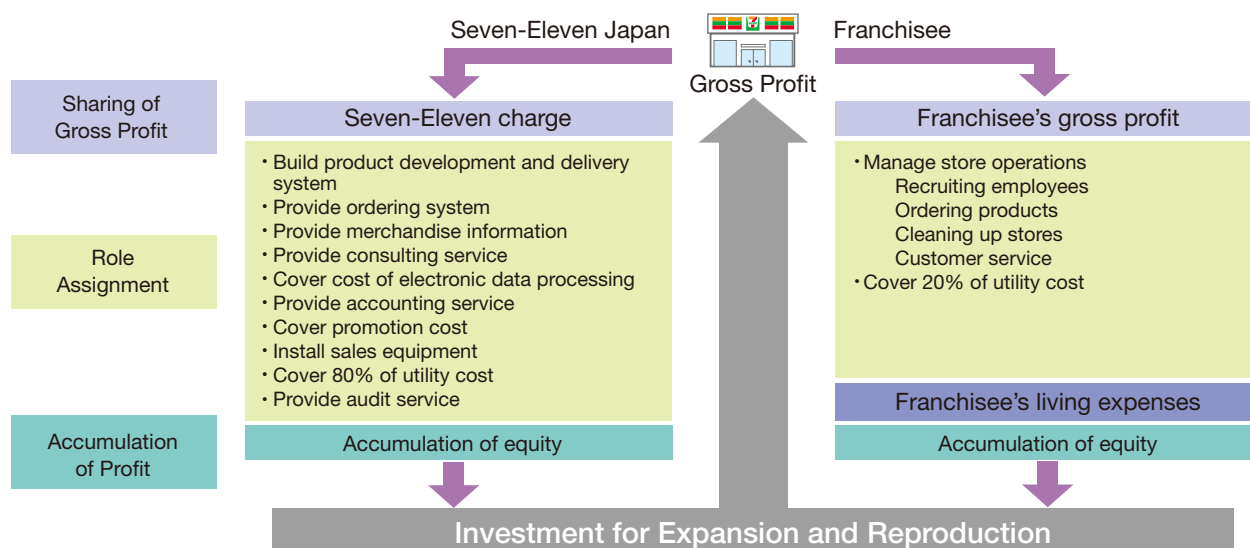 Seven-Eleven Japan
Franchisee
Gross Profit
Sharing of
Gross Profit
Seven-Eleven charge
Franchisee's gross profit
・Build product development and delivery
system
・Provide ordering system
・Provide merchandise information
・Provide consulting service
・Cover cost of electronic data processing
・Provide accounting service
・Cover promotion cost
・Install sales equipment
・Cover 80% of utility cost
・Provide audit service
・Manage store operations
Recruiting employees
Ordering products
Cleaning up stores
Customer service
・Cover 20% of utility cost
Role
Assignment
Franchisee's living expenses
Accumulation
of Profit
Accumulation of equity
Accumulation of equity
Investment for Expansion and Reproduction